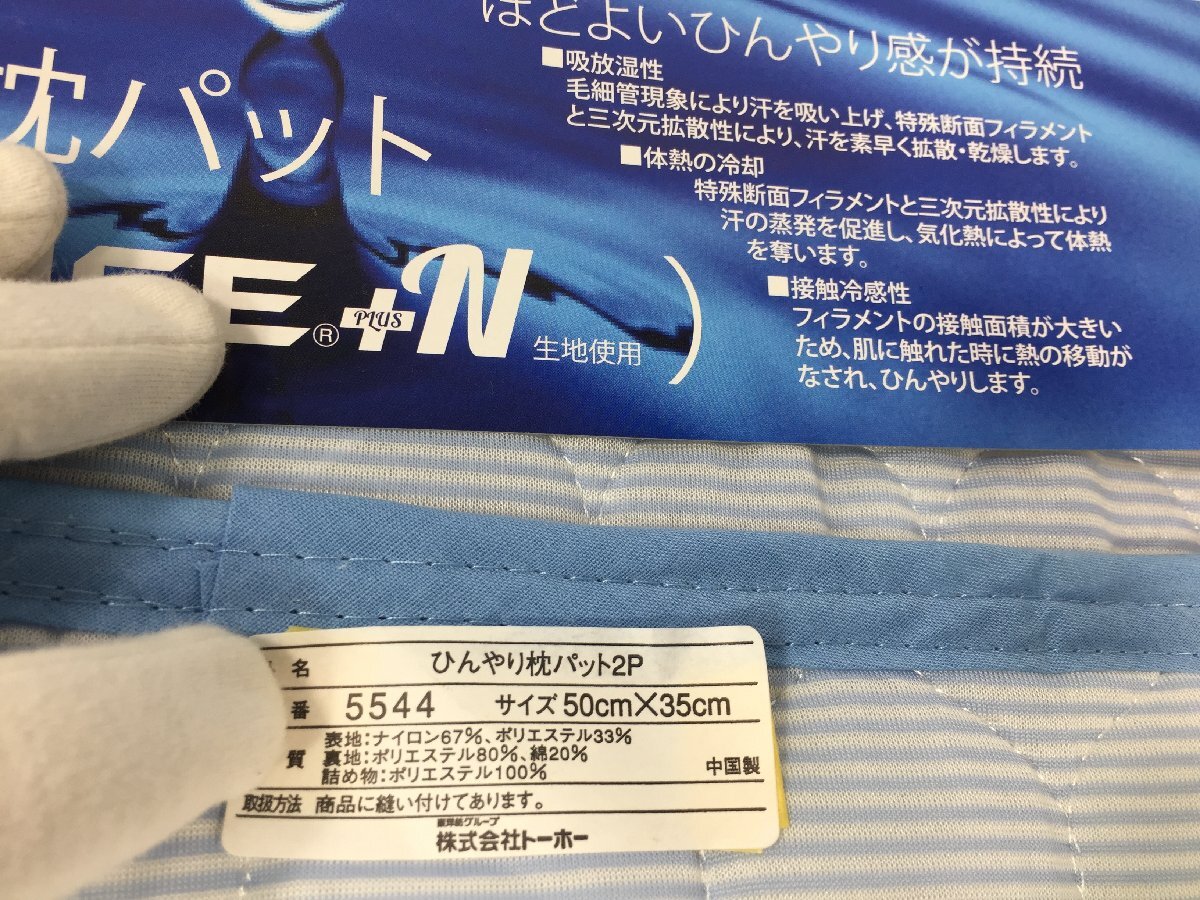 ほどよいひんやり感が持続
枕パット
■吸放湿性
毛細管現象により汗を吸い上げ、特殊断面フィラメント
と三次元拡散性により、汗を素早く拡散・乾燥します。
■体熱の冷却
特殊断面フィラメントと三次元拡散性により
汗の蒸発を促進し、気化熱によって体熱
を奪います。
■接触冷感性
フィラメントの接触面積が大きい
ため、肌に触れた時に熱の移動が
なされ、ひんやりします。
CE® PLUS +N 生地使用)
名 ひんやり枕パット2P
番 5544 サイズ 50cm×35cm
質 表地:ナイロン67%、ポリエステル33%
裏地:ポリエステル80%、綿20%
詰め物:ポリエステル100%
中国製
取扱方法 商品に縫い付けてあります。
東洋紡グループ
株式会社トーホー